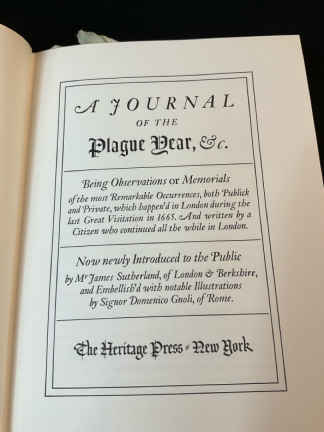 A JOURNAL
OF THE
Plague Year, &c.
Being Observations or Memorials
of the most Remarkable Occurrences, both Publick
and Private, which happen'd in London during the
last Great Visitation in 1665. And written by a
Citizen who continued all the while in London.
Now newly Introduced to the Public
by Mr James Sutherland, of London & Berkshire,
and Embellish'd with notable Illustrations
by Signor Domenico Gnoli, of Rome.
The Heritage Press · New York